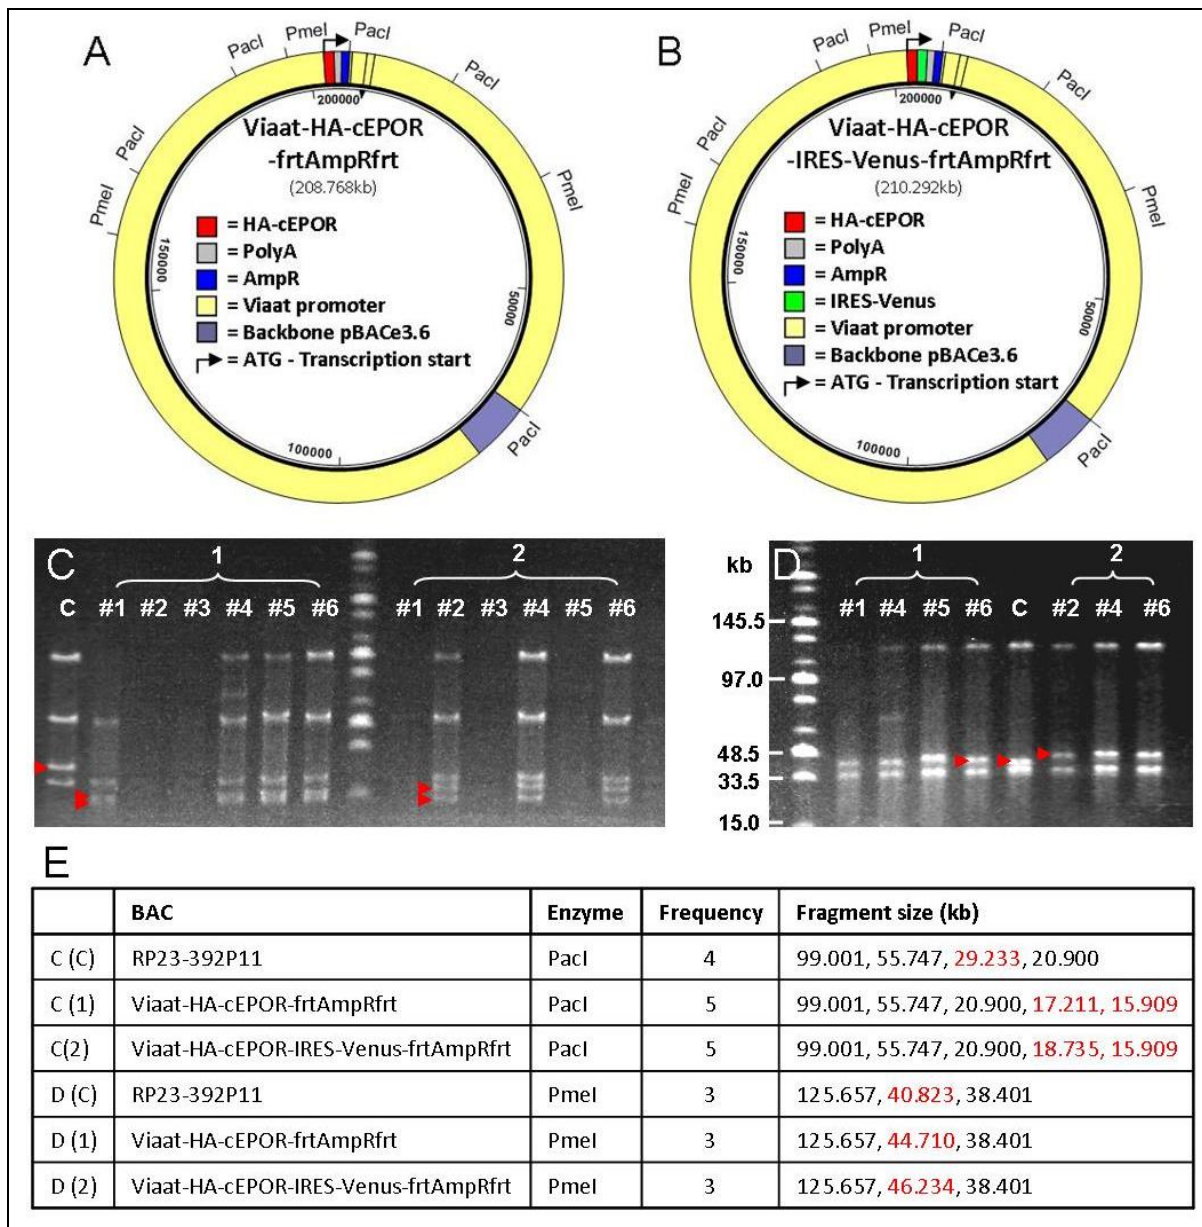 A
PmeI
PacI
PacI
PacI
PacI
PmeI
PmeI
PacI
200000
150000
50000
100000
Viaat-HA-cEPOR
-frtAmpRfrt
(208.768kb)
= HA-cEPOR
= PolyA
= AmpR
= Viaat promoter
= Backbone pBACe3.6
= ATG - Transcription start
B
PmeI
PacI
PacI
PacI
PacI
PmeI
PmeI
PacI
200000
150000
50000
100000
Viaat-HA-cEPOR
-IRES-Venus-frtAmpRfrt
(210.292kb)
= HA-cEPOR
= PolyA
= AmpR
= IRES-Venus
= Viaat promoter
= Backbone pBACe3.6
= ATG - Transcription start
C
1
2
C #1 #2 #3 #4 #5 #6 #1 #2 #3 #4 #5 #6
kb
D
1
2
#1 #4 #5 #6 C #2 #4 #6
145.5
97.0
48.5
33.5
15.0
E
BAC Enzyme Frequency Fragment size (kb)
C (C) RP23-392P11 PacI 4 99.001, 55.747, 29.233, 20.900
C (1) Viaat-HA-cEPOR-frtAmpRfrt PacI 5 99.001, 55.747, 20.900, 17.211, 15.909
C(2) Viaat-HA-cEPOR-IRES-Venus-frtAmpRfrt PacI 5 99.001, 55.747, 20.900, 18.735, 15.909
D (C) RP23-392P11 PmeI 3 125.657, 40.823, 38.401
D (1) Viaat-HA-cEPOR-frtAmpRfrt PmeI 3 125.657, 44.710, 38.401
D (2) Viaat-HA-cEPOR-IRES-Venus-frtAmpRfrt PmeI 3 125.657, 46.234, 38.401